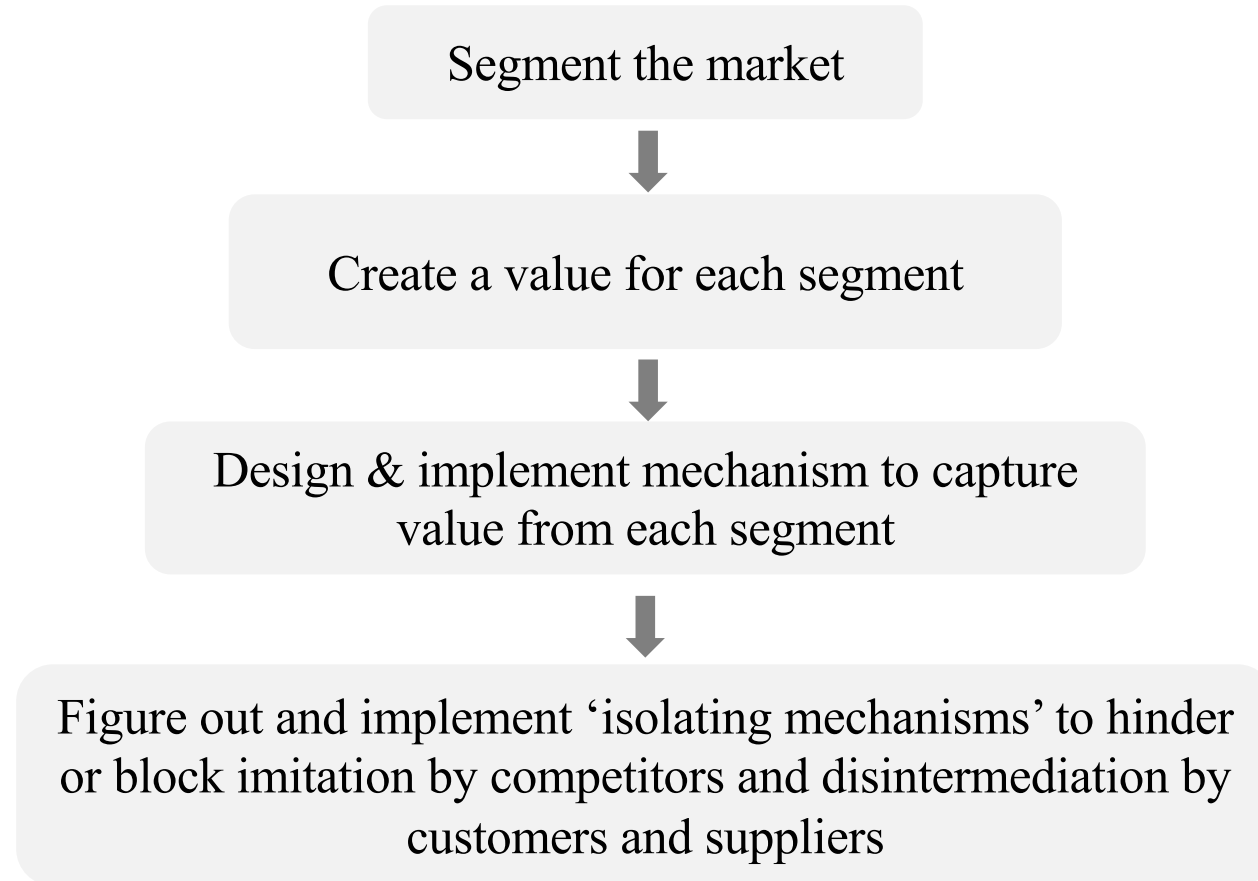 Segment the market
Create a value for each segment
Design & implement mechanism to capture
value from each segment
Figure out and implement ‘isolating mechanisms’ to hinder
or block imitation by competitors and disintermediation by
customers and suppliers